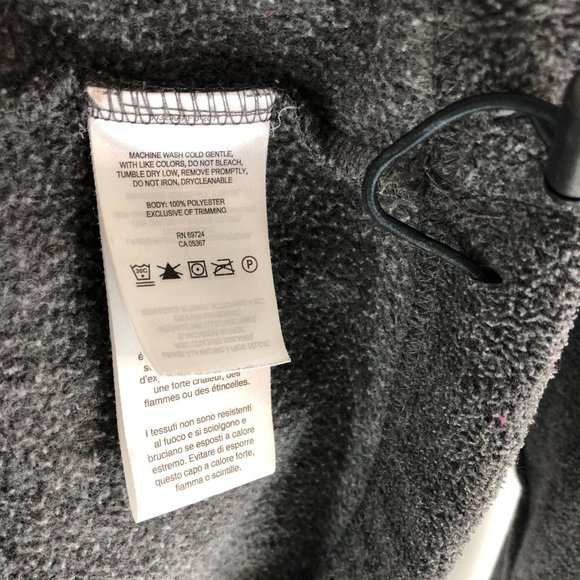 MACHINE WASH COLD GENTLE,
WITH LIKE COLORS, DO NOT BLEACH,
TUMBLE DRY LOW, REMOVE PROMPTLY,
DO NOT IRON, DRYCLEANABLE
BODY: 100% POLYESTER
EXCLUSIVE OF TRIMMING
RN 69724
CA 05367
30C
P
une forte chaleur, des
flammes ou des étincelles.
I tessuti non sono resistenti
al fuoco e si sciolgono e
bruciano se esposti a calore
estremo. Evitare di esporre
questo capo a calore forte,
fiamma o scintille.